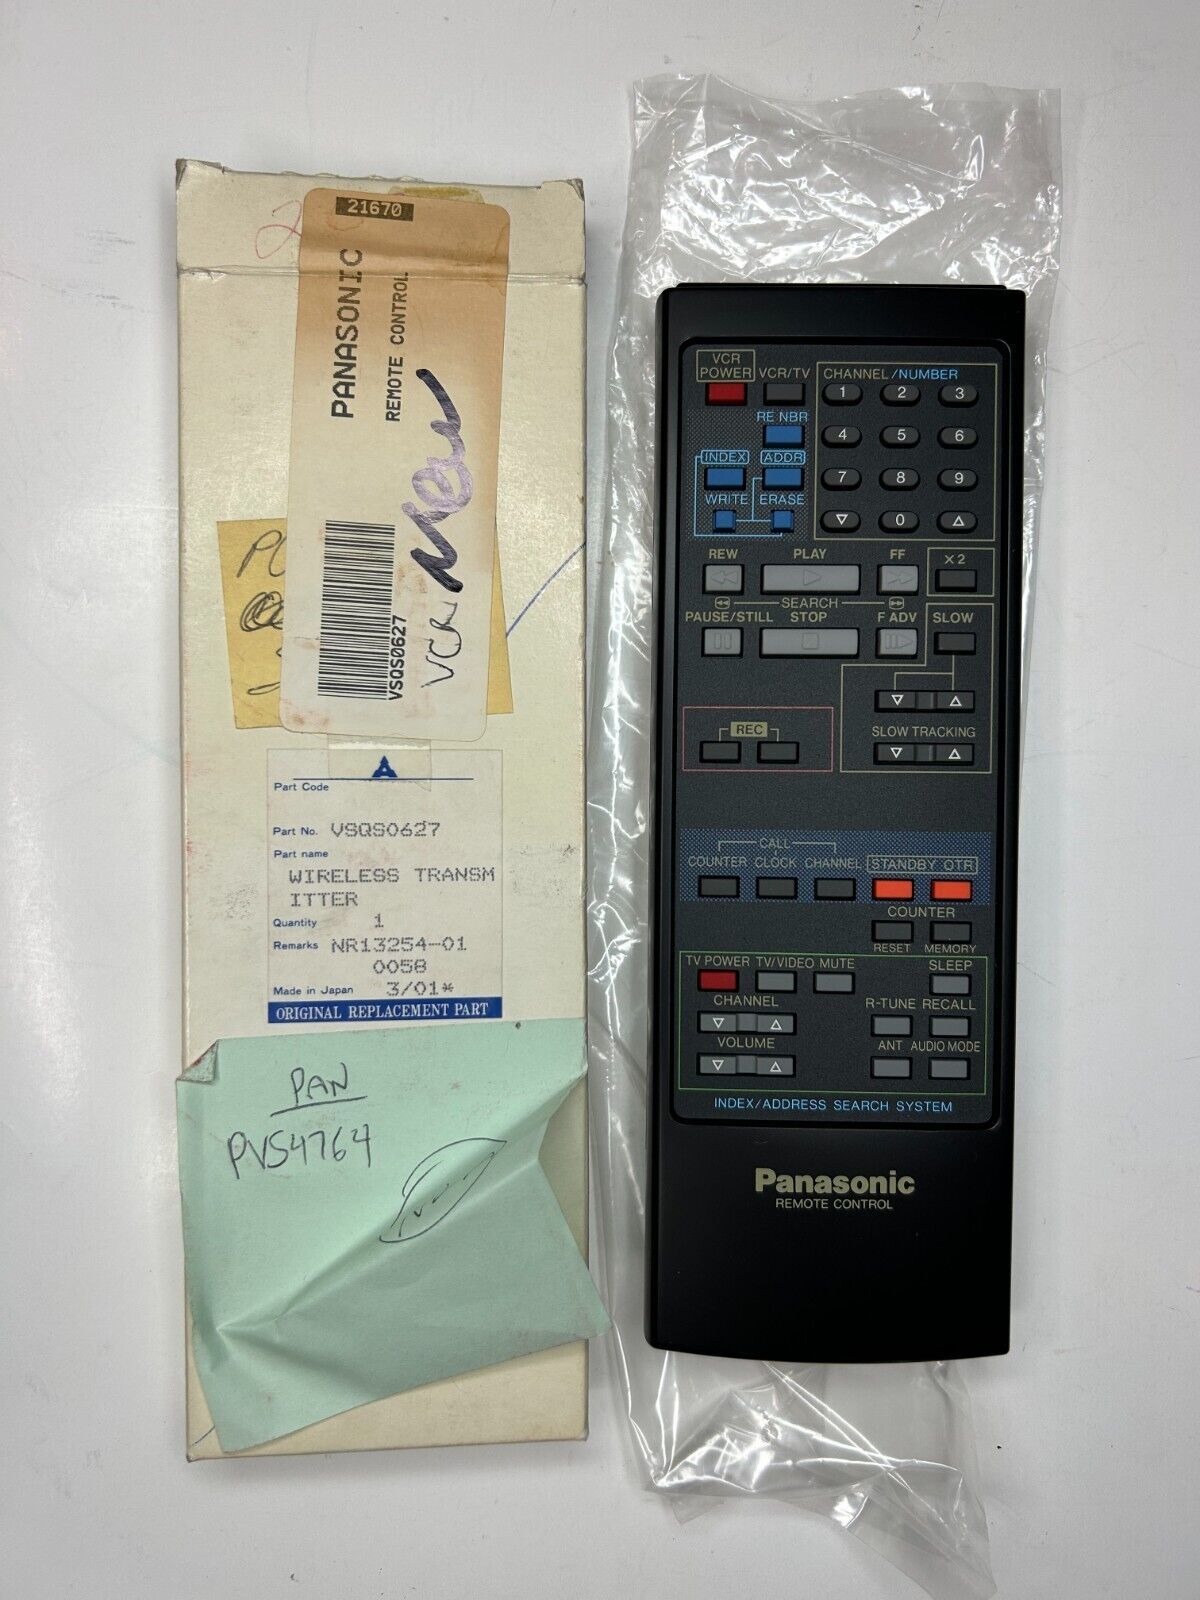 21670
PANASONIC
REMOTE CONTROL
New
VCR
VSQS0627
Part Code
Part No. VSQS0627
Part name
WIRELESS TRANSM
ITTER
Quantity 1
Remarks NR13254-01
0058
Made in Japan 3/01*
ORIGINAL REPLACEMENT PART
PAN
PVS4764
VCR
POWER VCR/TV CHANNEL/NUMBER
1 2 3
RE NBR
4 5 6
INDEX ADDR
7 8 9
WRITE ERASE
▽ 0 △
REW PLAY FF ×2
SEARCH
PAUSE/STILL STOP F ADV SLOW
▽ △
REC SLOW TRACKING
▽ △
CALL
COUNTER CLOCK CHANNEL STANDBY OTR
COUNTER
RESET MEMORY
TV POWER TV/VIDEO MUTE SLEEP
CHANNEL R-TUNE RECALL
▽ △
VOLUME ANT AUDIO MODE
▽ △
INDEX/ADDRESS SEARCH SYSTEM
Panasonic
REMOTE CONTROL